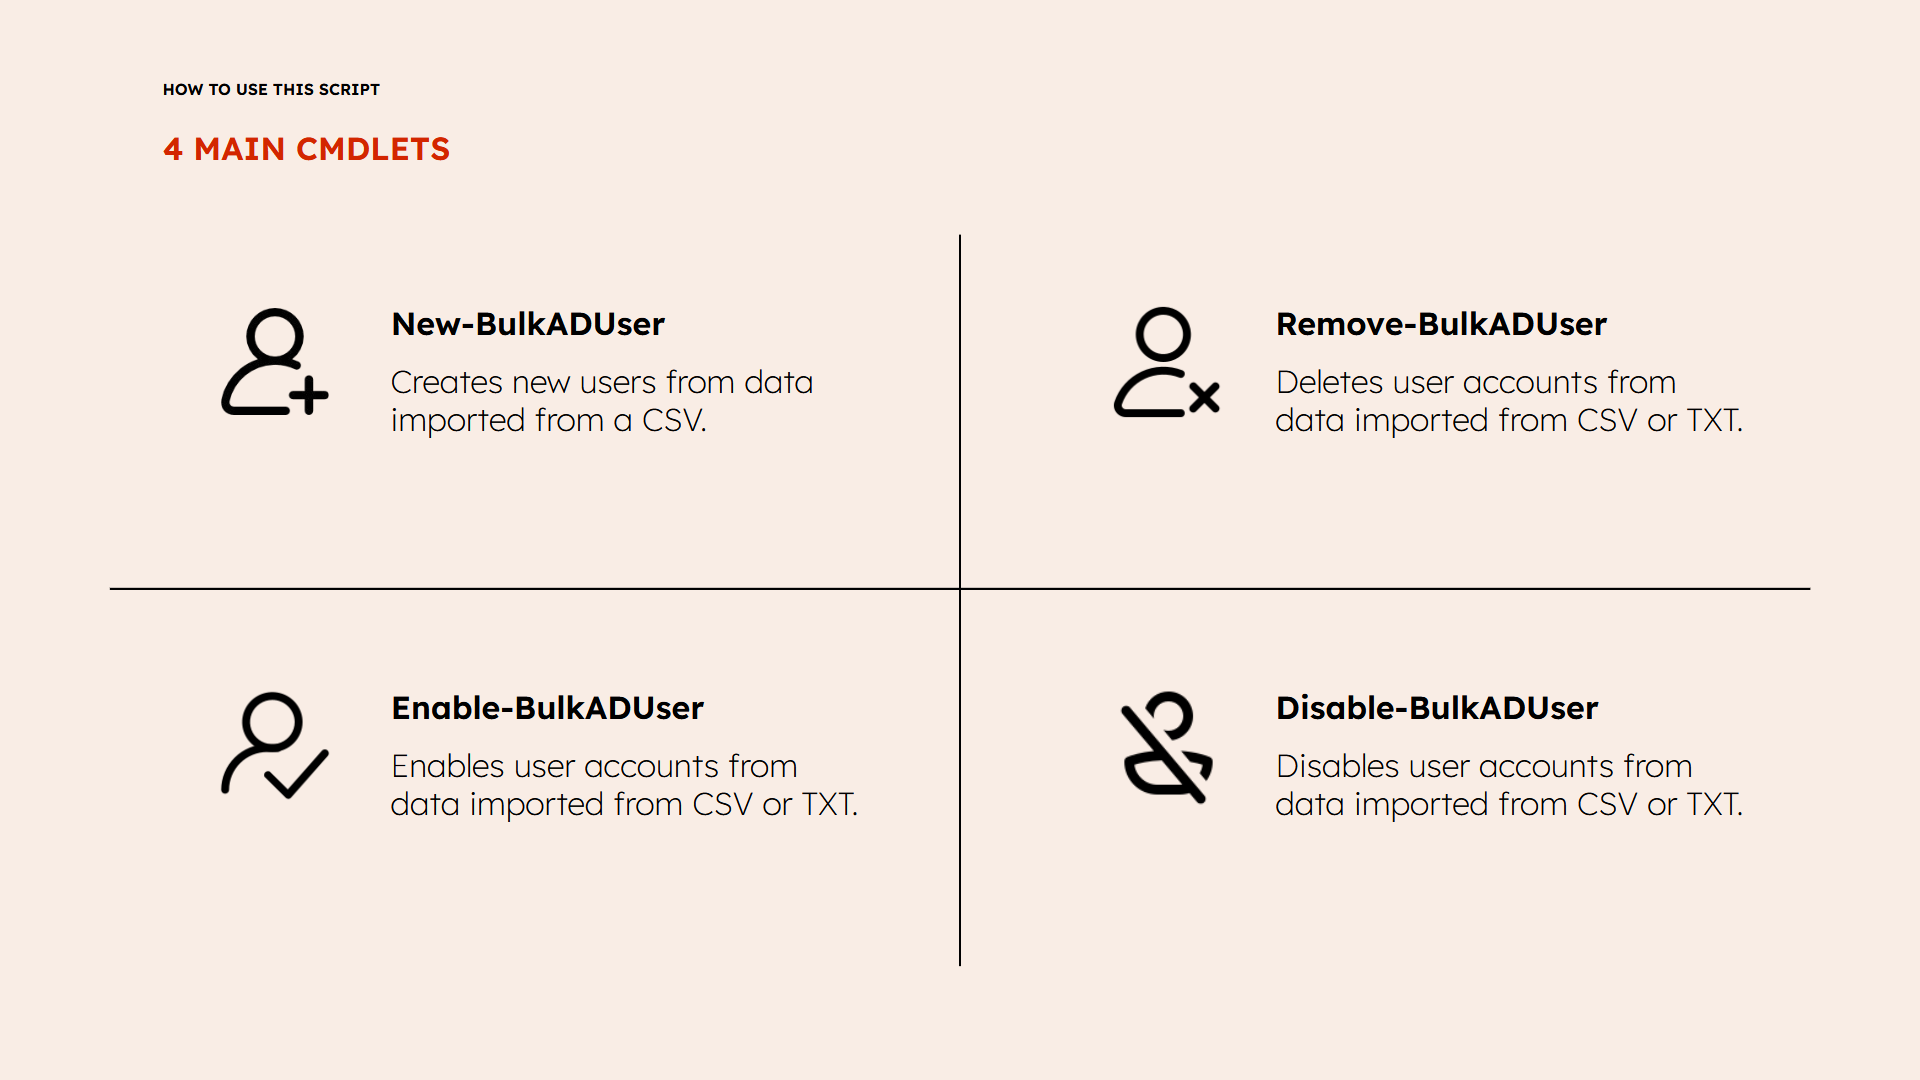 HOW TO USE THIS SCRIPT
4 MAIN CMDLETS
New-BulkADUser
Creates new users from data
imported from a CSV.
Remove-BulkADUser
Deletes user accounts from
data imported from CSV or TXT.
Enable-BulkADUser
Enables user accounts from
data imported from CSV or TXT.
Disable-BulkADUser
Disables user accounts from
data imported from CSV or TXT.